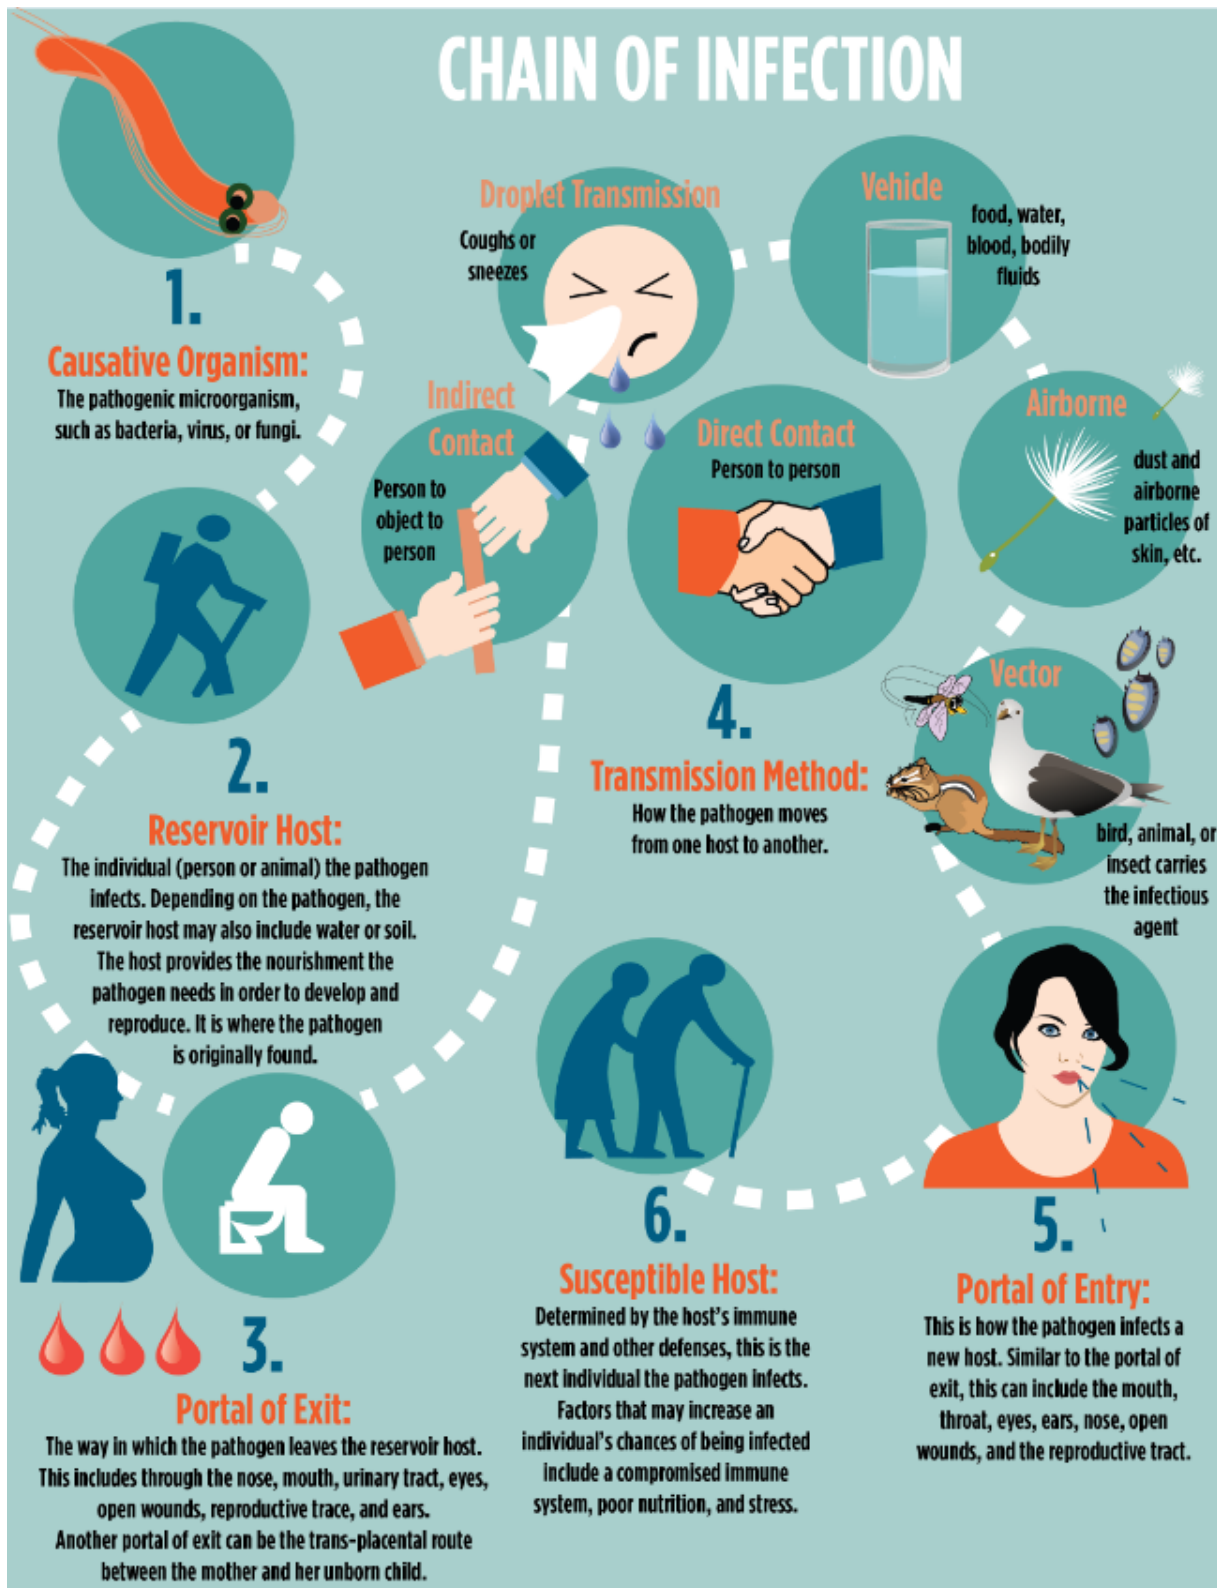 CHAIN OF INFECTION
1.
Causative Organism:
The pathogenic microorganism,
such as bacteria, virus, or fungi.
2.
Reservoir Host:
The individual (person or animal) the pathogen
infects. Depending on the pathogen, the
reservoir host may also include water or soil.
The host provides the nourishment the
pathogen needs in order to develop and
reproduce. It is where the pathogen
is originally found.
3.
Portal of Exit:
The way in which the pathogen leaves the reservoir host.
This includes through the nose, mouth, urinary tract, eyes,
open wounds, reproductive trace, and ears.
Another portal of exit can be the trans-placental route
between the mother and her unborn child.
4.
Transmission Method:
How the pathogen moves
from one host to another.
Indirect
Contact
Person to
object to
person
Direct Contact
Person to person
Droplet Transmission
Coughs or
sneezes
Vehicle
food, water,
blood, bodily
fluids
Airborne
dust and
airborne
particles of
skin, etc.
Vector
bird, animal, or
insect carries
the infectious
agent
5.
Portal of Entry:
This is how the pathogen infects a
new host. Similar to the portal of
exit, this can include the mouth,
throat, eyes, ears, nose, open
wounds, and the reproductive tract.
6.
Susceptible Host:
Determined by the host's immune
system and other defenses, this is the
next individual the pathogen infects.
Factors that may increase an
individual's chances of being infected
include a compromised immune
system, poor nutrition, and stress.